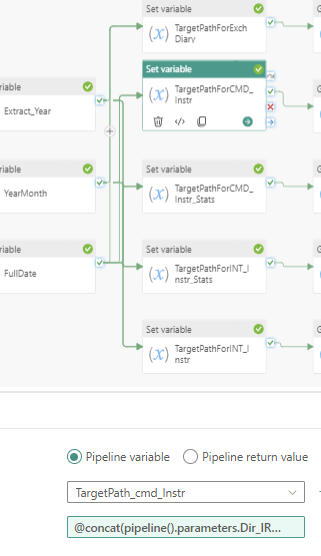 Set variable
TargetPathForExch
Diary
Set variable
TargetPathForCMD_
Instr
ariable
Extract_Year
Set variable
TargetPathForCMD_
Instr_Stats
ariable
YearMonth
Set variable
TargetPathForINT_I
nstr_Stats
ariable
FullDate
Set variable
TargetPathForINT_I
nstr
Pipeline variable
Pipeline return value
TargetPath_cmd_Instr
@concat(pipeline().parameters.Dir_IR...